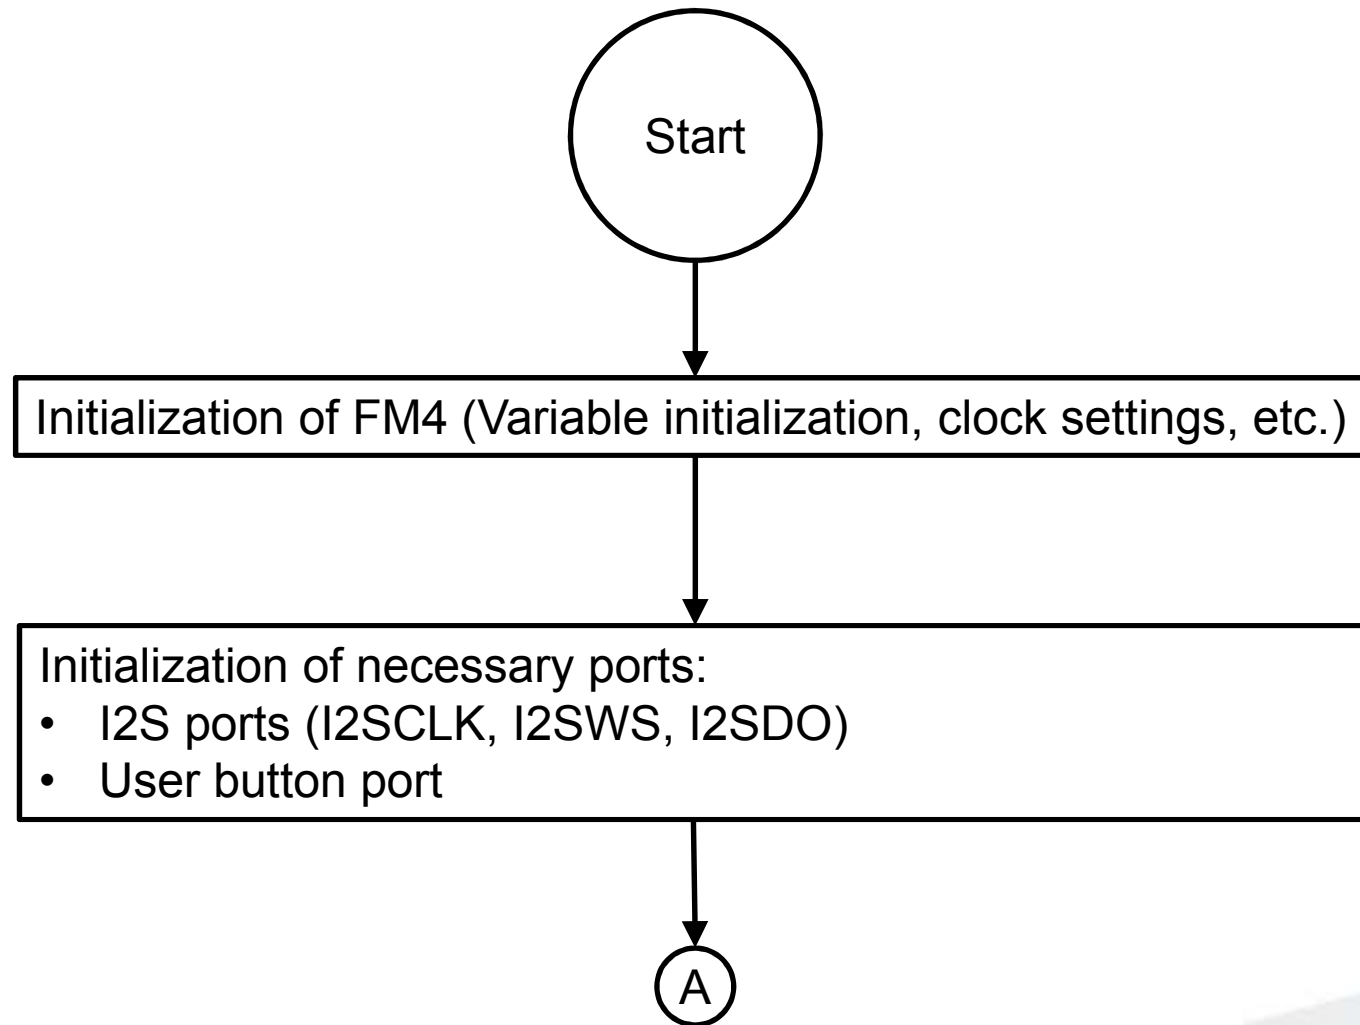 Start
Initialization of FM4 (Variable initialization, clock settings, etc.)
Initialization of necessary ports:
• I2S ports (I2SCLK, I2SWS, I2SDO)
• User button port
A